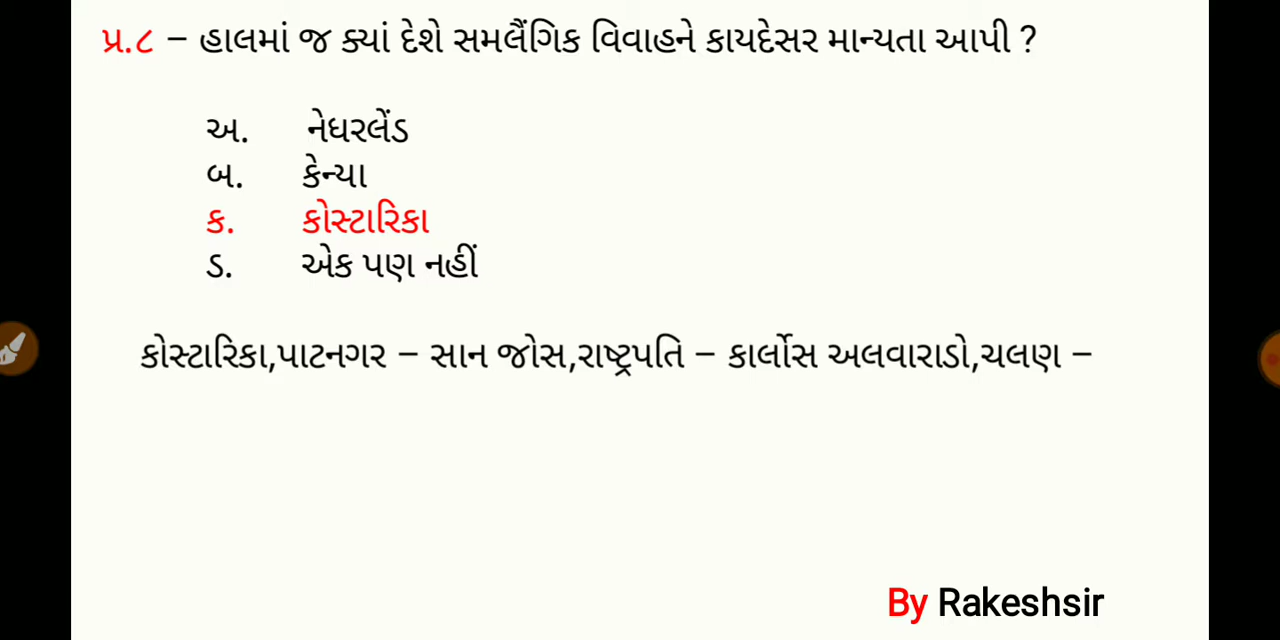 પ્ર.૮ – હાલમાં જ ક્યાં દેશે સમલૈંગિક વિવાહને કાયદેસર માન્યતા આપી ?
અ. નેધરલેંડ
બ. કેન્યા
ક. કોસ્ટારિકા
ડ. એક પણ નહીં
કોસ્ટારિકા,પાટનગર – સાન જોસ,રાષ્ટ્રપતિ – કાર્લોસ અલવારાડો,ચલણ –
By Rakeshsir